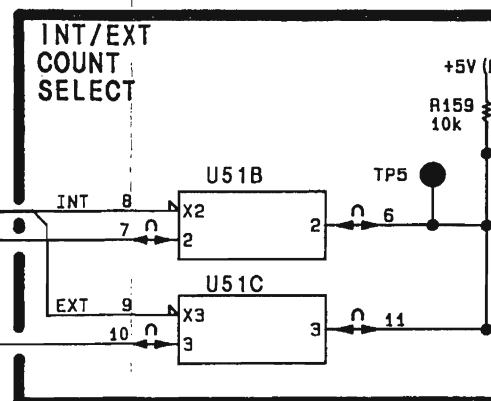 INT/EXT
COUNT
SELECT
+5V (
R159
10k
TP5
U51B
INT 8 X2 2 ∩ 6
7 ∩ 2
U51C
EXT 9 X3
10 ∩ 3 3 ∩ 11